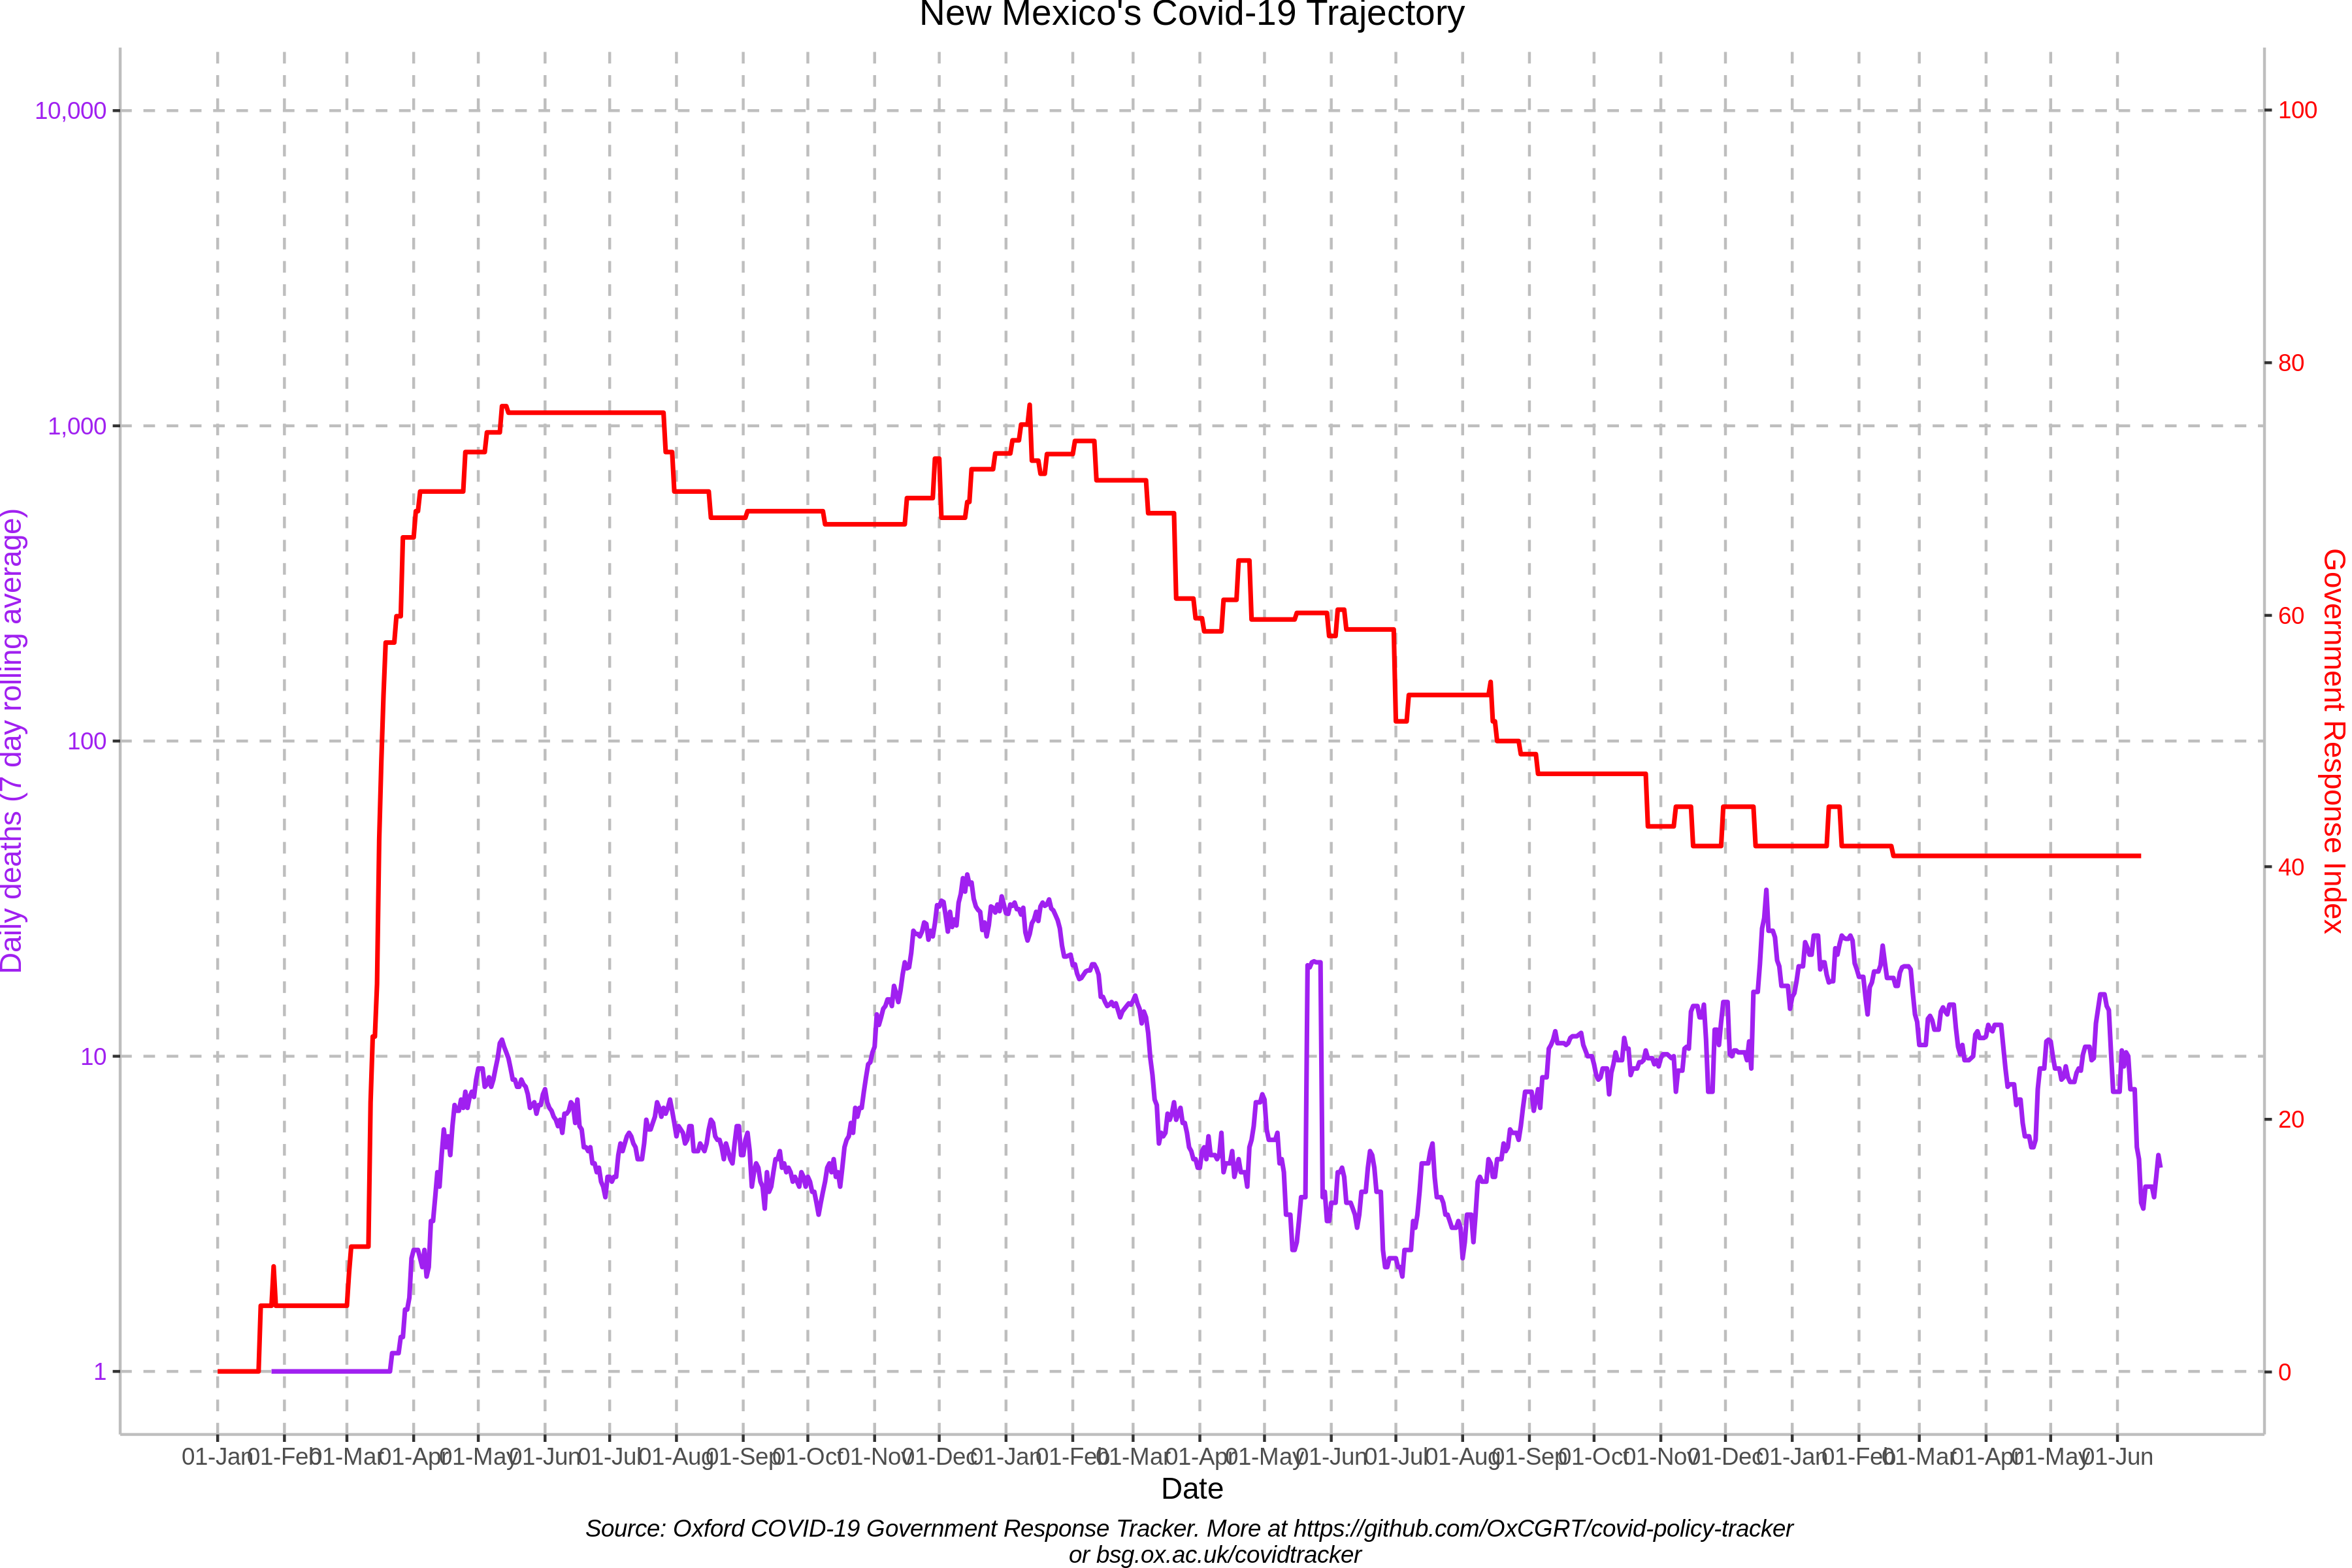 New Mexico's Covid-19 Trajectory
10,000
1,000
100
10
1
Daily deaths (7 day rolling average)
100
80
60
40
20
0
Government Response Index
01-Jan 01-Feb 01-Mar 01-Apr 01-May 01-Jun 01-Jul 01-Aug 01-Sep 01-Oct 01-Nov 01-Dec 01-Jan 01-Feb 01-Mar 01-Apr 01-May 01-Jun 01-Jul 01-Aug 01-Sep 01-Oct 01-Nov 01-Dec 01-Jan 01-Feb 01-Mar 01-Apr 01-May 01-Jun
Date
Source: Oxford COVID-19 Government Response Tracker. More at https://github.com/OxCGRT/covid-policy-tracker
or bsg.ox.ac.uk/covidtracker